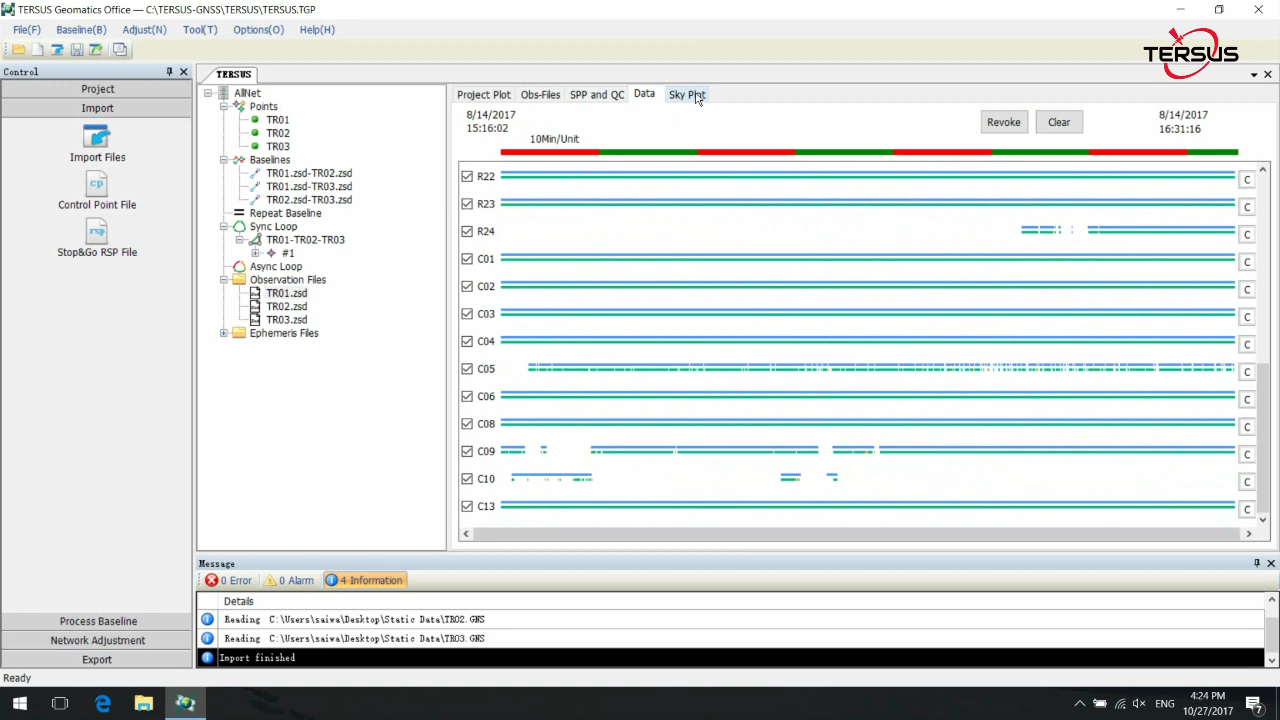 TERSUS Geomatics Office — C:\TERSUS-GNSS\TERSUS\TERSUS.TGP
File(F) Baseline(B) Adjust(N) Tool(T) Options(O) Help(H)
TERSUS
Control
Project
Import
Import Files
cp
Control Point File
rsp
Stop&Go RSP File
Process Baseline
Network Adjustment
Export
TERSUS
AllNet
Points
TR01
TR02
TR03
Baselines
TR01.zsd-TR02.zsd
TR01.zsd-TR03.zsd
TR02.zsd-TR03.zsd
Repeat Baseline
Sync Loop
TR01-TR02-TR03
#1
Async Loop
Observation Files
TR01.zsd
TR02.zsd
TR03.zsd
Ephemeris Files
Project Plot Obs-Files SPP and QC Data Sky Plot
8/14/2017
15:16:02
10Min/Unit
Revoke Clear
8/14/2017
16:31:16
R22 C
R23 C
R24 C
C01 C
C02 C
C03 C
C04 C
C05 C
C06 C
C08 C
C09 C
C10 C
C13 C
Message
0 Error 0 Alarm 4 Information
Details
Reading C:\Users\saiwa\Desktop\Static Data\TR02.GNS
Reading C:\Users\saiwa\Desktop\Static Data\TR03.GNS
Import finished
Ready
ENG
4:24 PM
10/27/2017
7